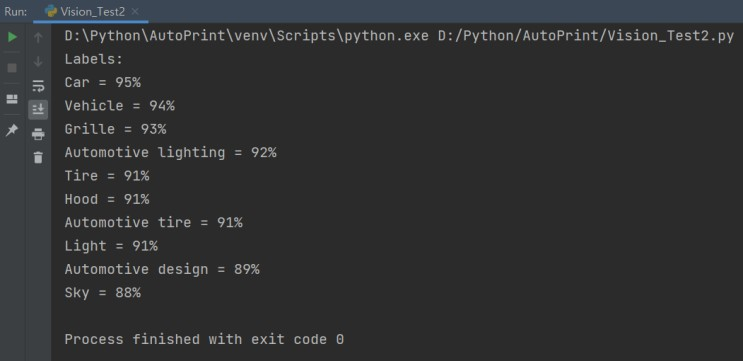 Run: Vision_Test2
D:\Python\AutoPrint\venv\Scripts\python.exe D:/Python/AutoPrint/Vision_Test2.py
Labels:
Car = 95%
Vehicle = 94%
Grille = 93%
Automotive lighting = 92%
Tire = 91%
Hood = 91%
Automotive tire = 91%
Light = 91%
Automotive design = 89%
Sky = 88%
Process finished with exit code 0